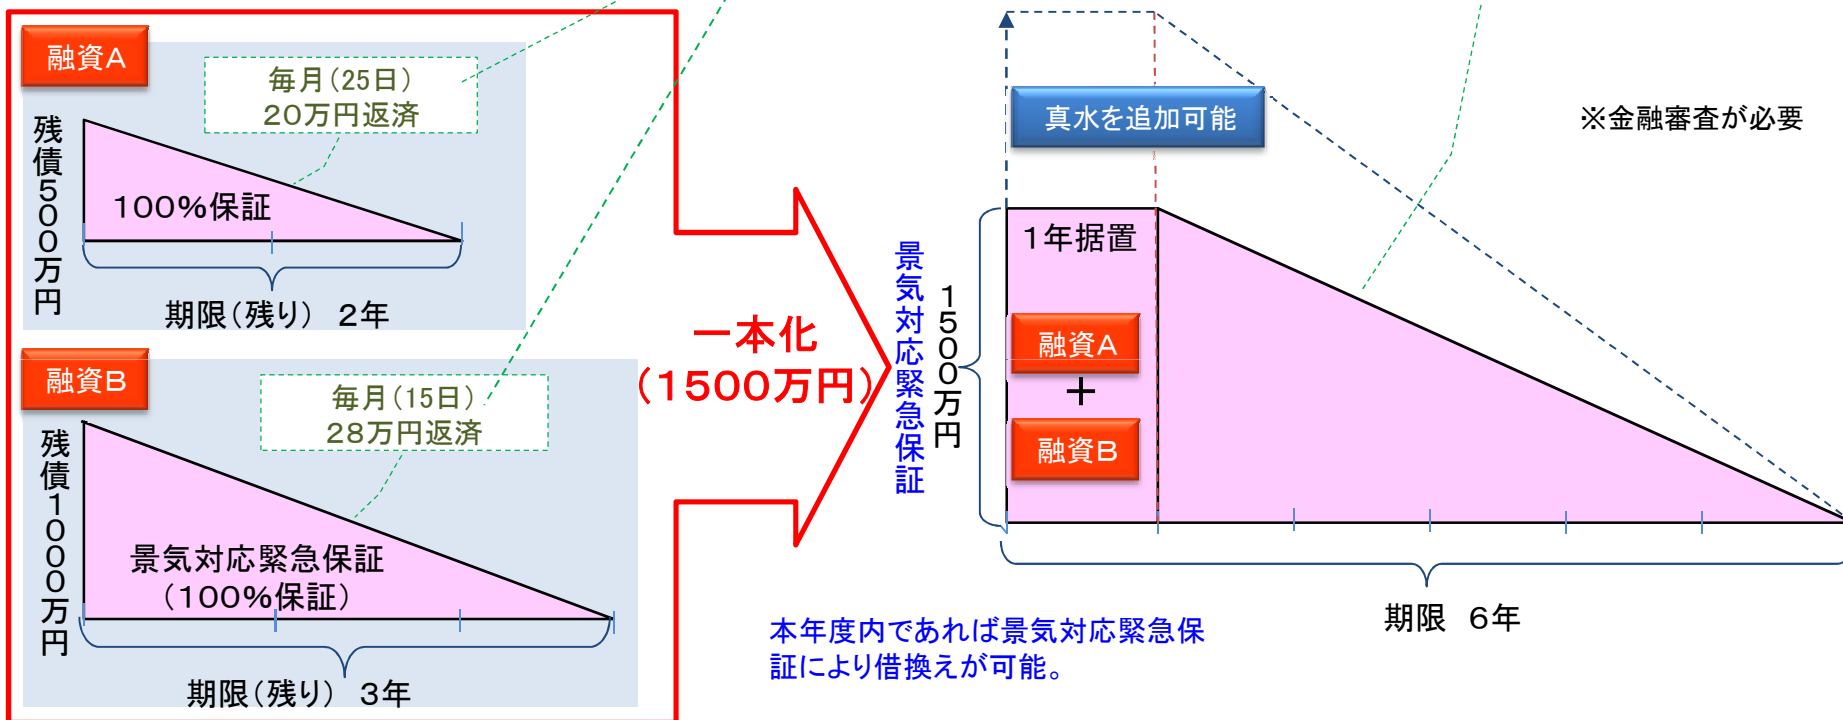 融資A
毎月(25日)
20万円返済
残債500万円
100%保証
期限(残り) 2年
融資B
毎月(15日)
28万円返済
残債1000万円
景気対応緊急保証
(100%保証)
期限(残り) 3年
一本化
(1500万円)
景気対応緊急保証
1500万円
真水を追加可能
※金融審査が必要
1年据置
融資A
+
融資B
期限 6年
本年度内であれば景気対応緊急保
証により借換えが可能。